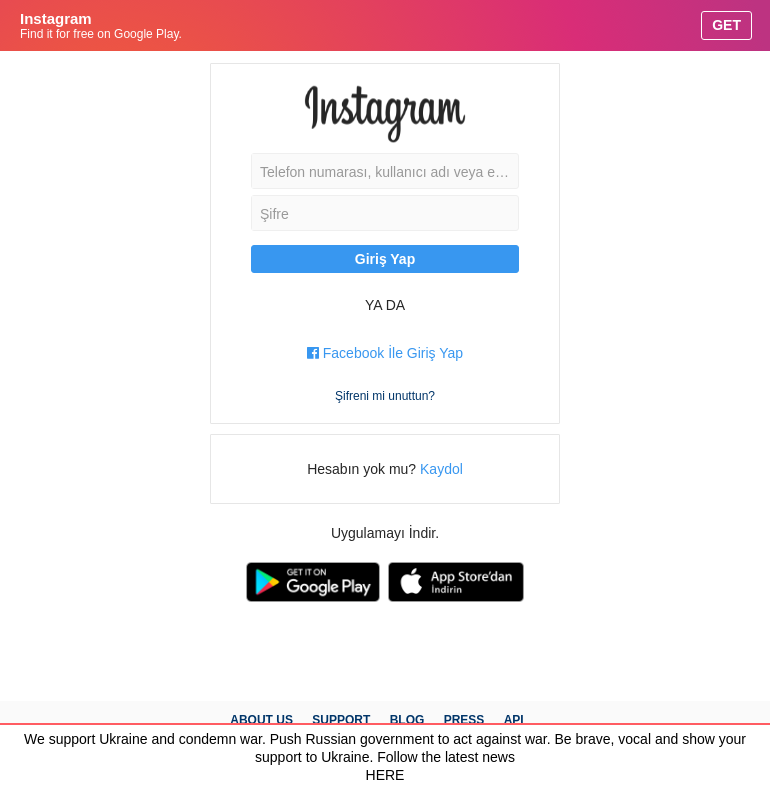 Instagram
Find it for free on Google Play.
GET
Instagram
Telefon numarası, kullanıcı adı veya e…
Şifre
Giriş Yap
YA DA
Facebook İle Giriş Yap
Şifreni mi unuttun?
Hesabın yok mu? Kaydol
Uygulamayı İndir.
GET IT ON
Google Play
App Store'dan
İndirin
ABOUT US SUPPORT BLOG PRESS API
We support Ukraine and condemn war. Push Russian government to act against war. Be brave, vocal and show your
support to Ukraine. Follow the latest news
HERE